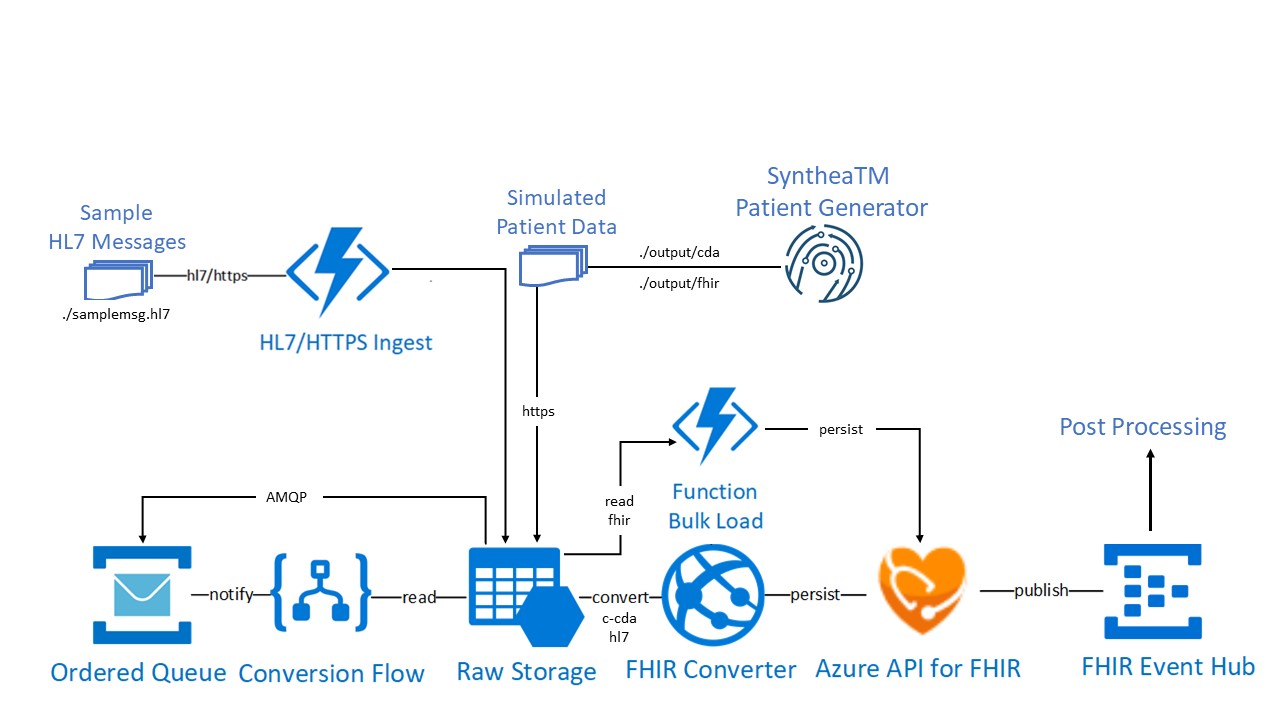 SyntheaTM
Patient Generator
Simulated
Patient Data
Sample
HL7 Messages
./output/cda
./output/fhir
hl7/https
./samplemsg.hl7
HL7/HTTPS Ingest
https
persist
Post Processing
Function
Bulk Load
AMQP
read
fhir
notify
read
convert
c-cda
hl7
persist
publish
Ordered Queue
Conversion Flow
Raw Storage
FHIR Converter
Azure API for FHIR
FHIR Event Hub